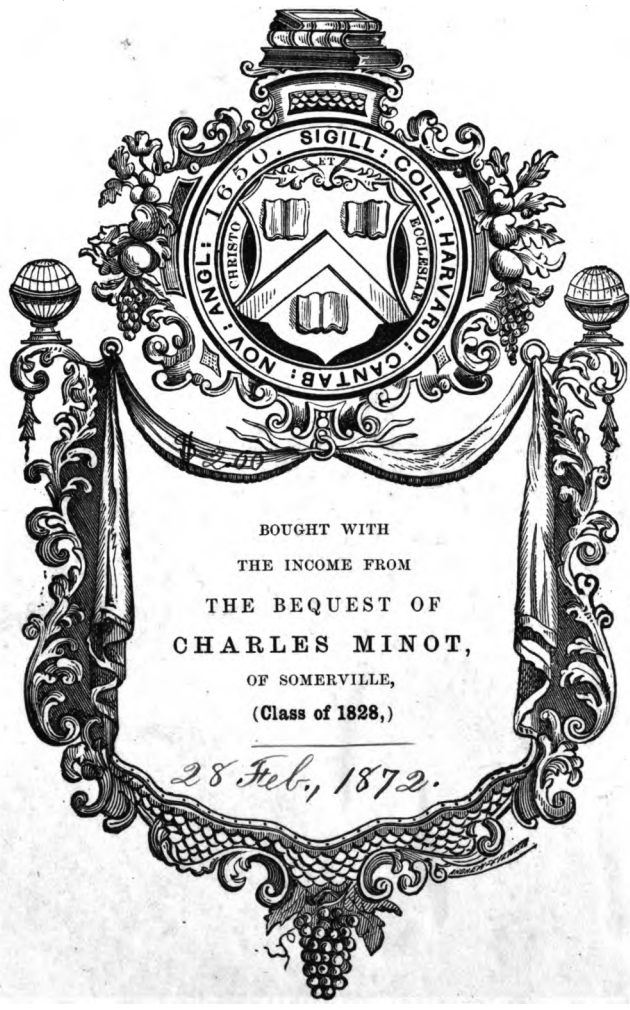 SIGILL: COLL: HARVARD: CANTAB: NOV: ANGL: 1650.
CHRISTO ET ECCLESIAE
$2.00
BOUGHT WITH
THE INCOME FROM
THE BEQUEST OF
CHARLES MINOT,
OF SOMERVILLE,
(Class of 1828,)
28 Feb., 1872.